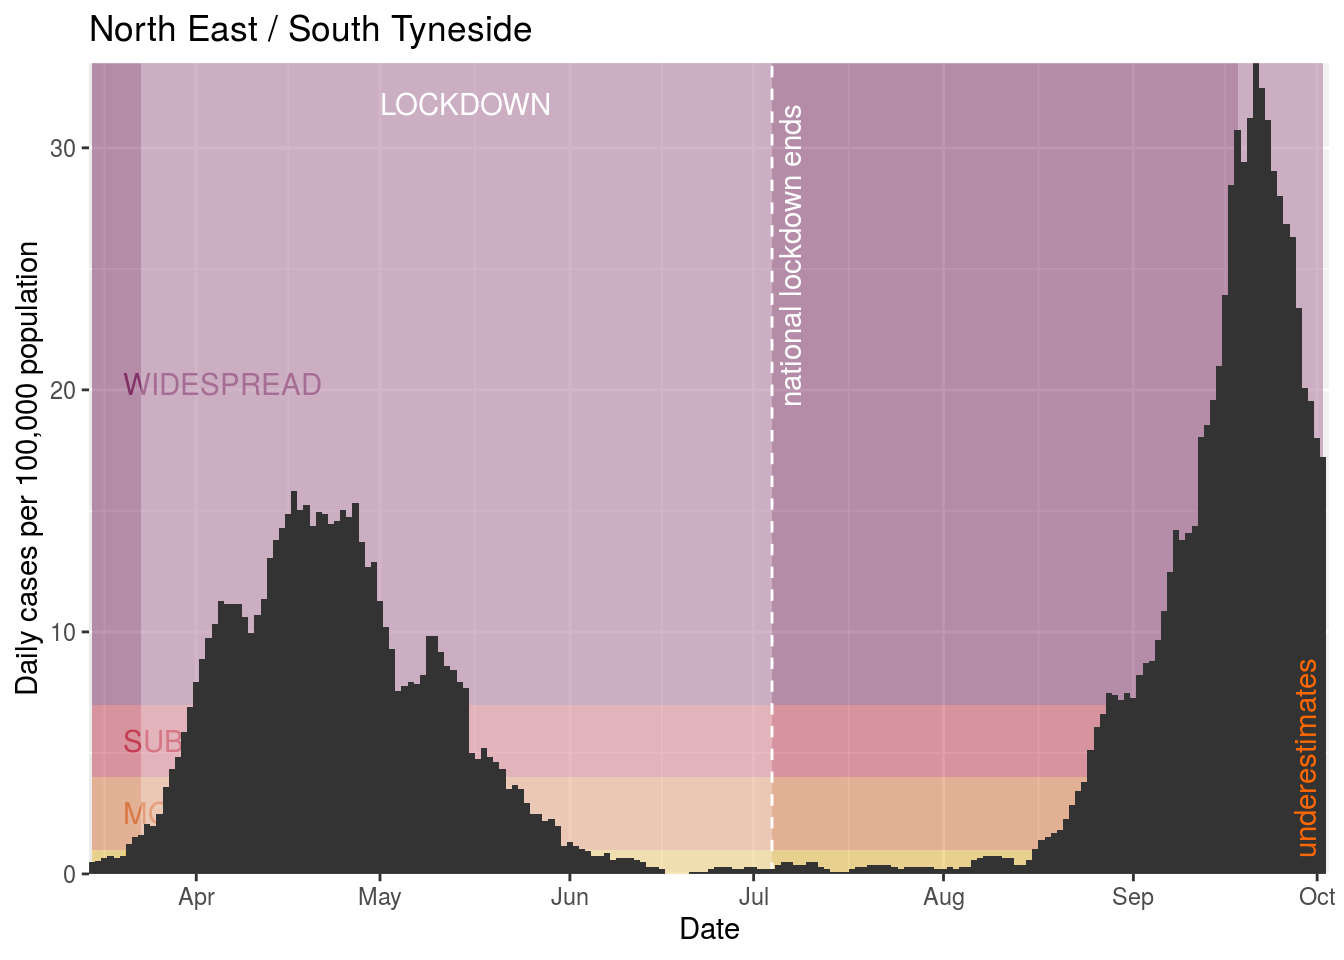 North East / South Tyneside
LOCKDOWN
national lockdown ends
WIDESPREAD
SUB
MO
underestimates
Daily cases per 100,000 population
30
20
10
0
Apr
May
Jun
Jul
Aug
Sep
Oct
Date